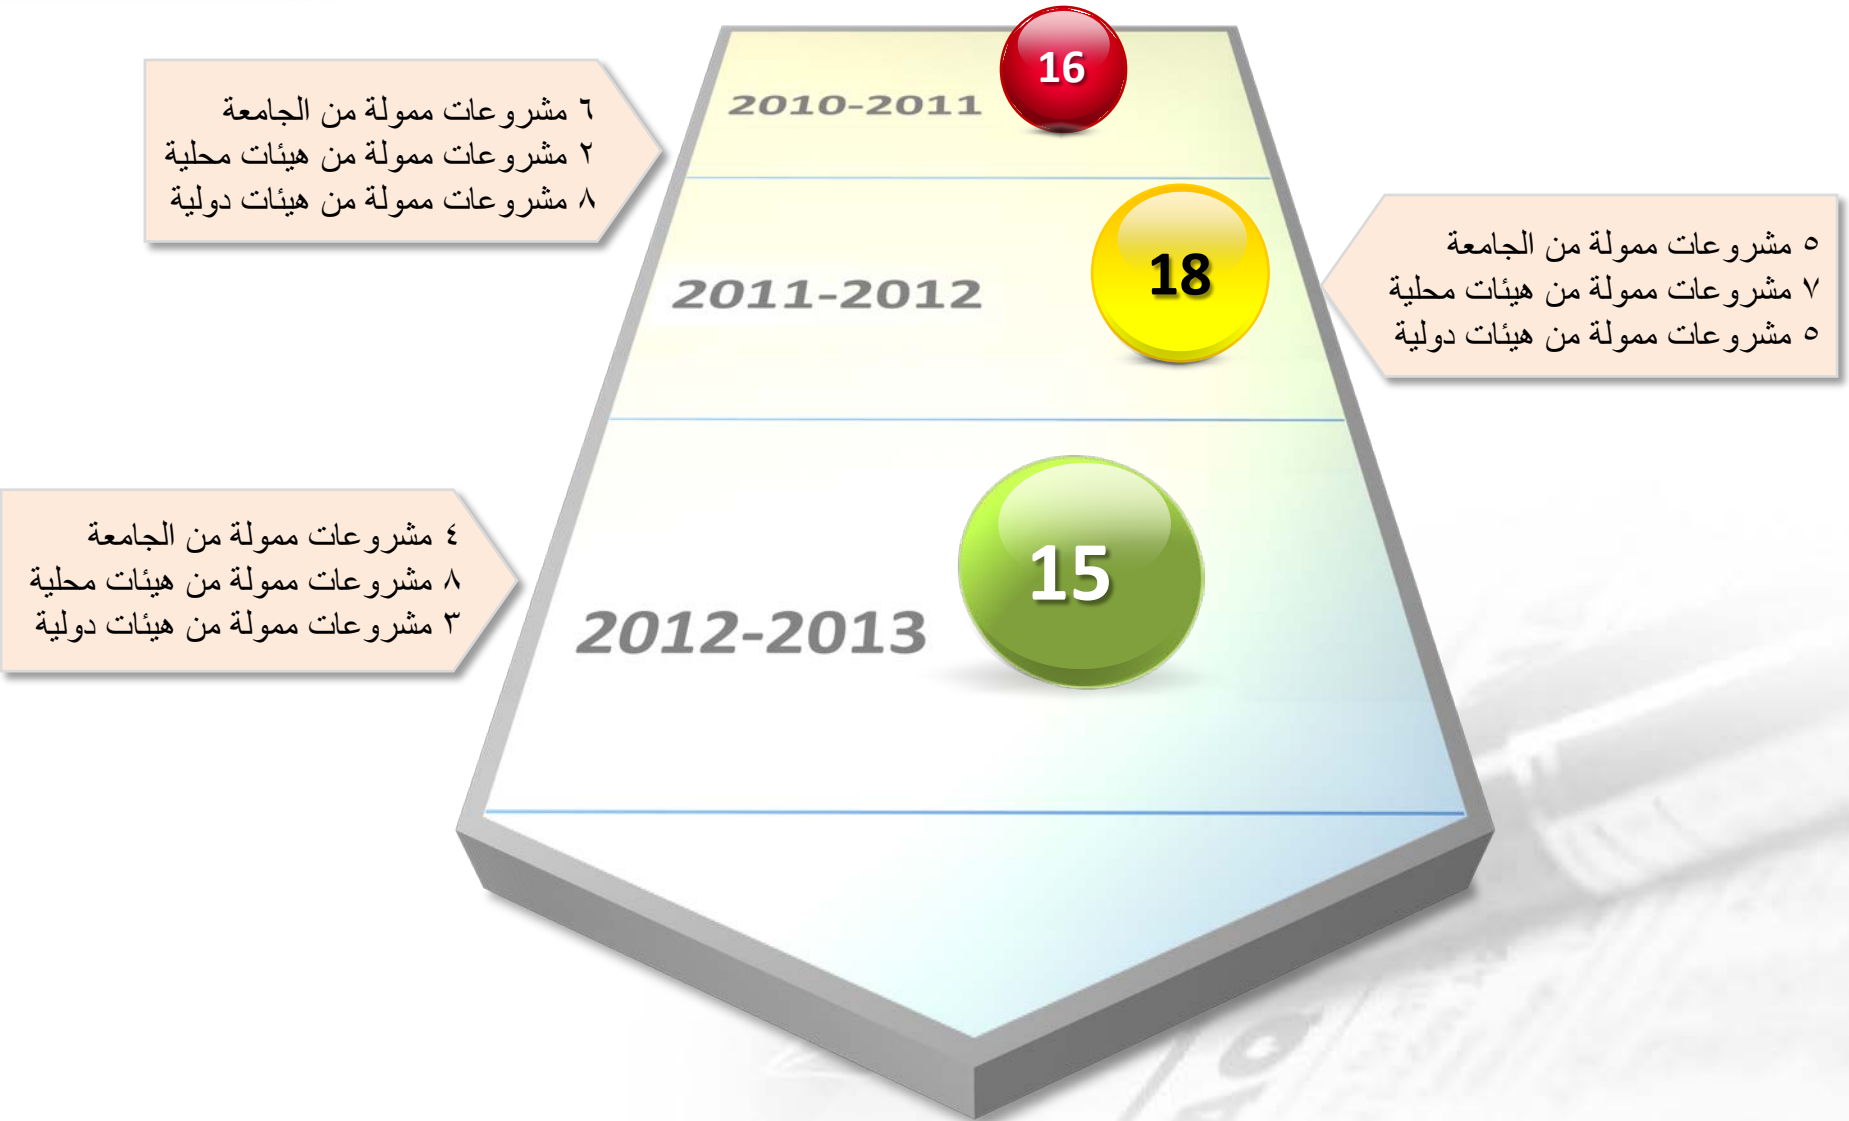 16
2010-2011
٦ مشروعات ممولة من الجامعة
٢ مشروعات ممولة من هيئات محلية
٨ مشروعات ممولة من هيئات دولية
18
2011-2012
٥ مشروعات ممولة من الجامعة
٧ مشروعات ممولة من هيئات محلية
٥ مشروعات ممولة من هيئات دولية
15
2012-2013
٤ مشروعات ممولة من الجامعة
٨ مشروعات ممولة من هيئات محلية
٣ مشروعات ممولة من هيئات دولية